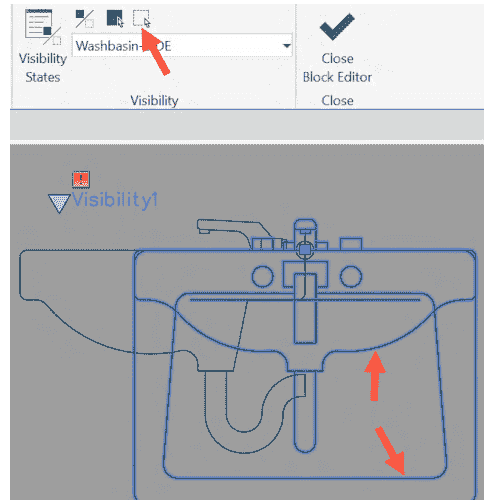 Washbasin-
Visibility
States
Close
Block Editor
Visibility
Close
Visibility1